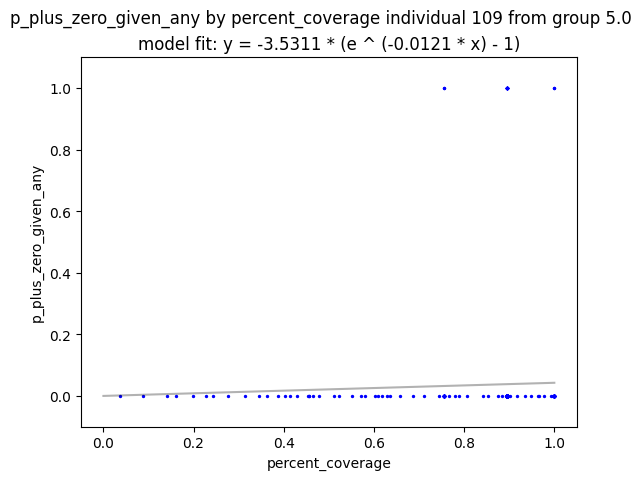 p_plus_zero_given_any by percent_coverage individual 109 from group 5.0
model fit: y = -3.5311 * (e ^ (-0.0121 * x) - 1)
1.0
0.8
0.6
0.4
0.2
0.0
p_plus_zero_given_any
0.0 0.2 0.4 0.6 0.8 1.0
percent_coverage